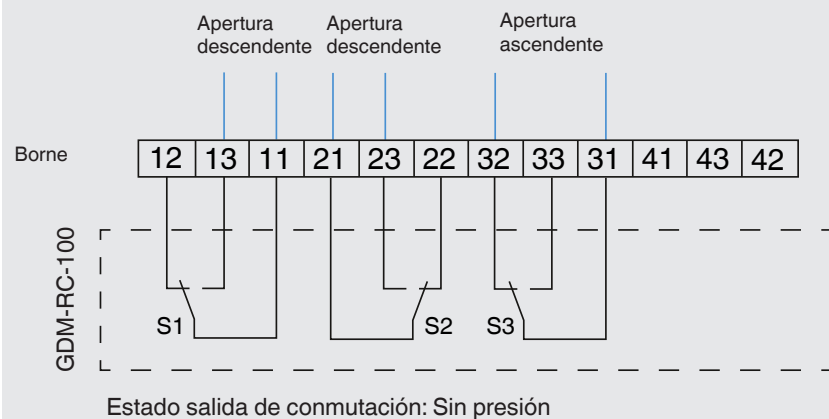 Apertura
descendente
Apertura
descendente
Apertura
ascendente
Borne
12 13 11 21 23 22 32 33 31 41 43 42
GDM-RC-100
S1
S2
S3
Estado salida de conmutación: Sin presión